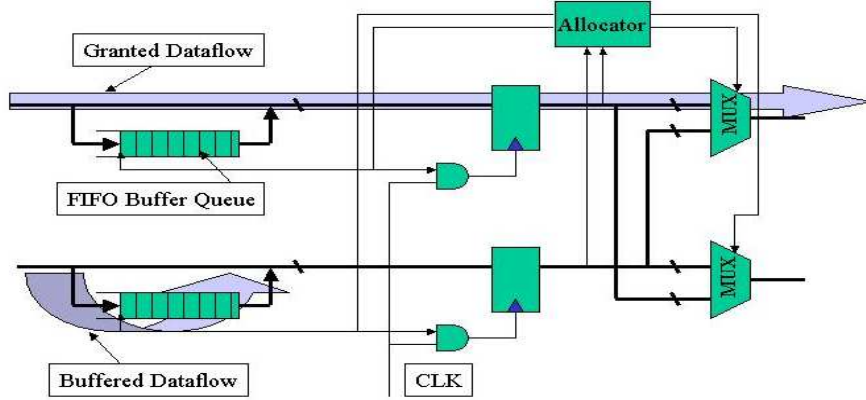 Allocator
Granted Dataflow
MUX
FIFO Buffer Queue
MUX
Buffered Dataflow
CLK